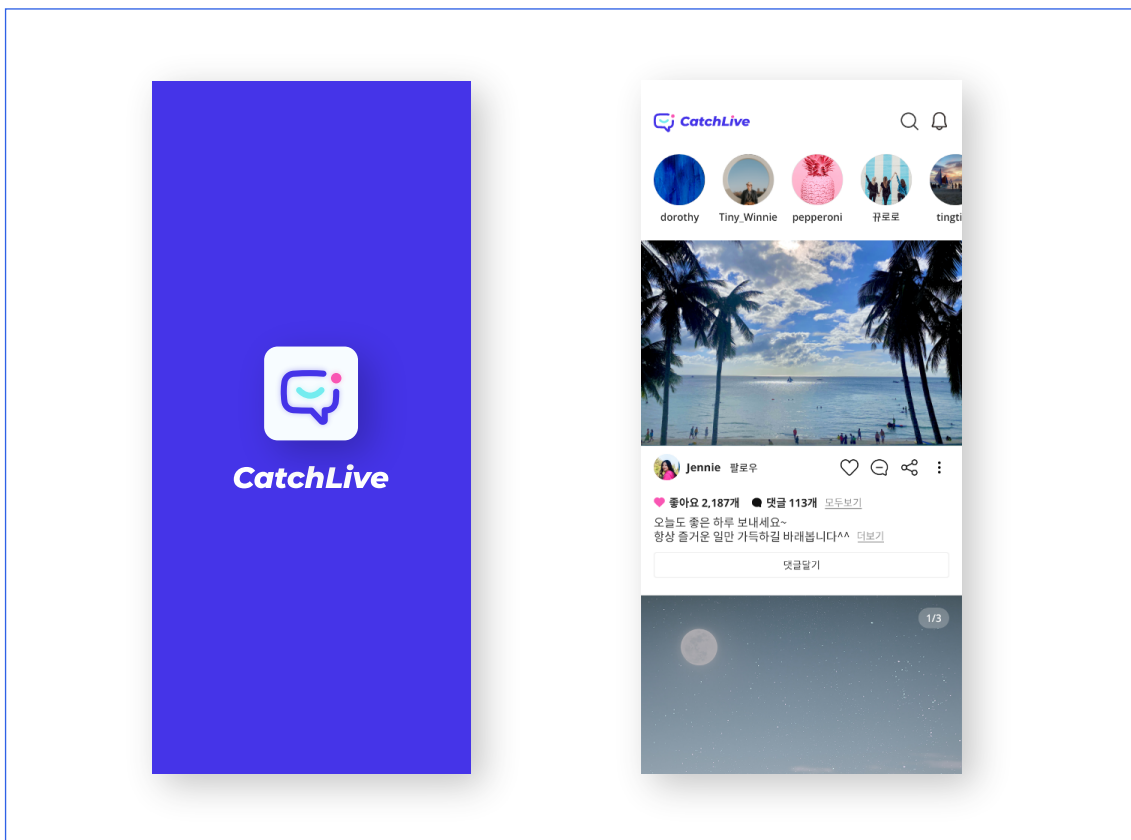 CatchLive
CatchLive
dorothy Tiny_Winnie pepperoni 뀨로로 tingti
Jennie 팔로우
좋아요 2,187개 댓글 113개 모두보기
오늘도 좋은 하루 보내세요~
항상 즐거운 일만 가득하길 바래봅니다^^ 더보기
댓글달기
1/3